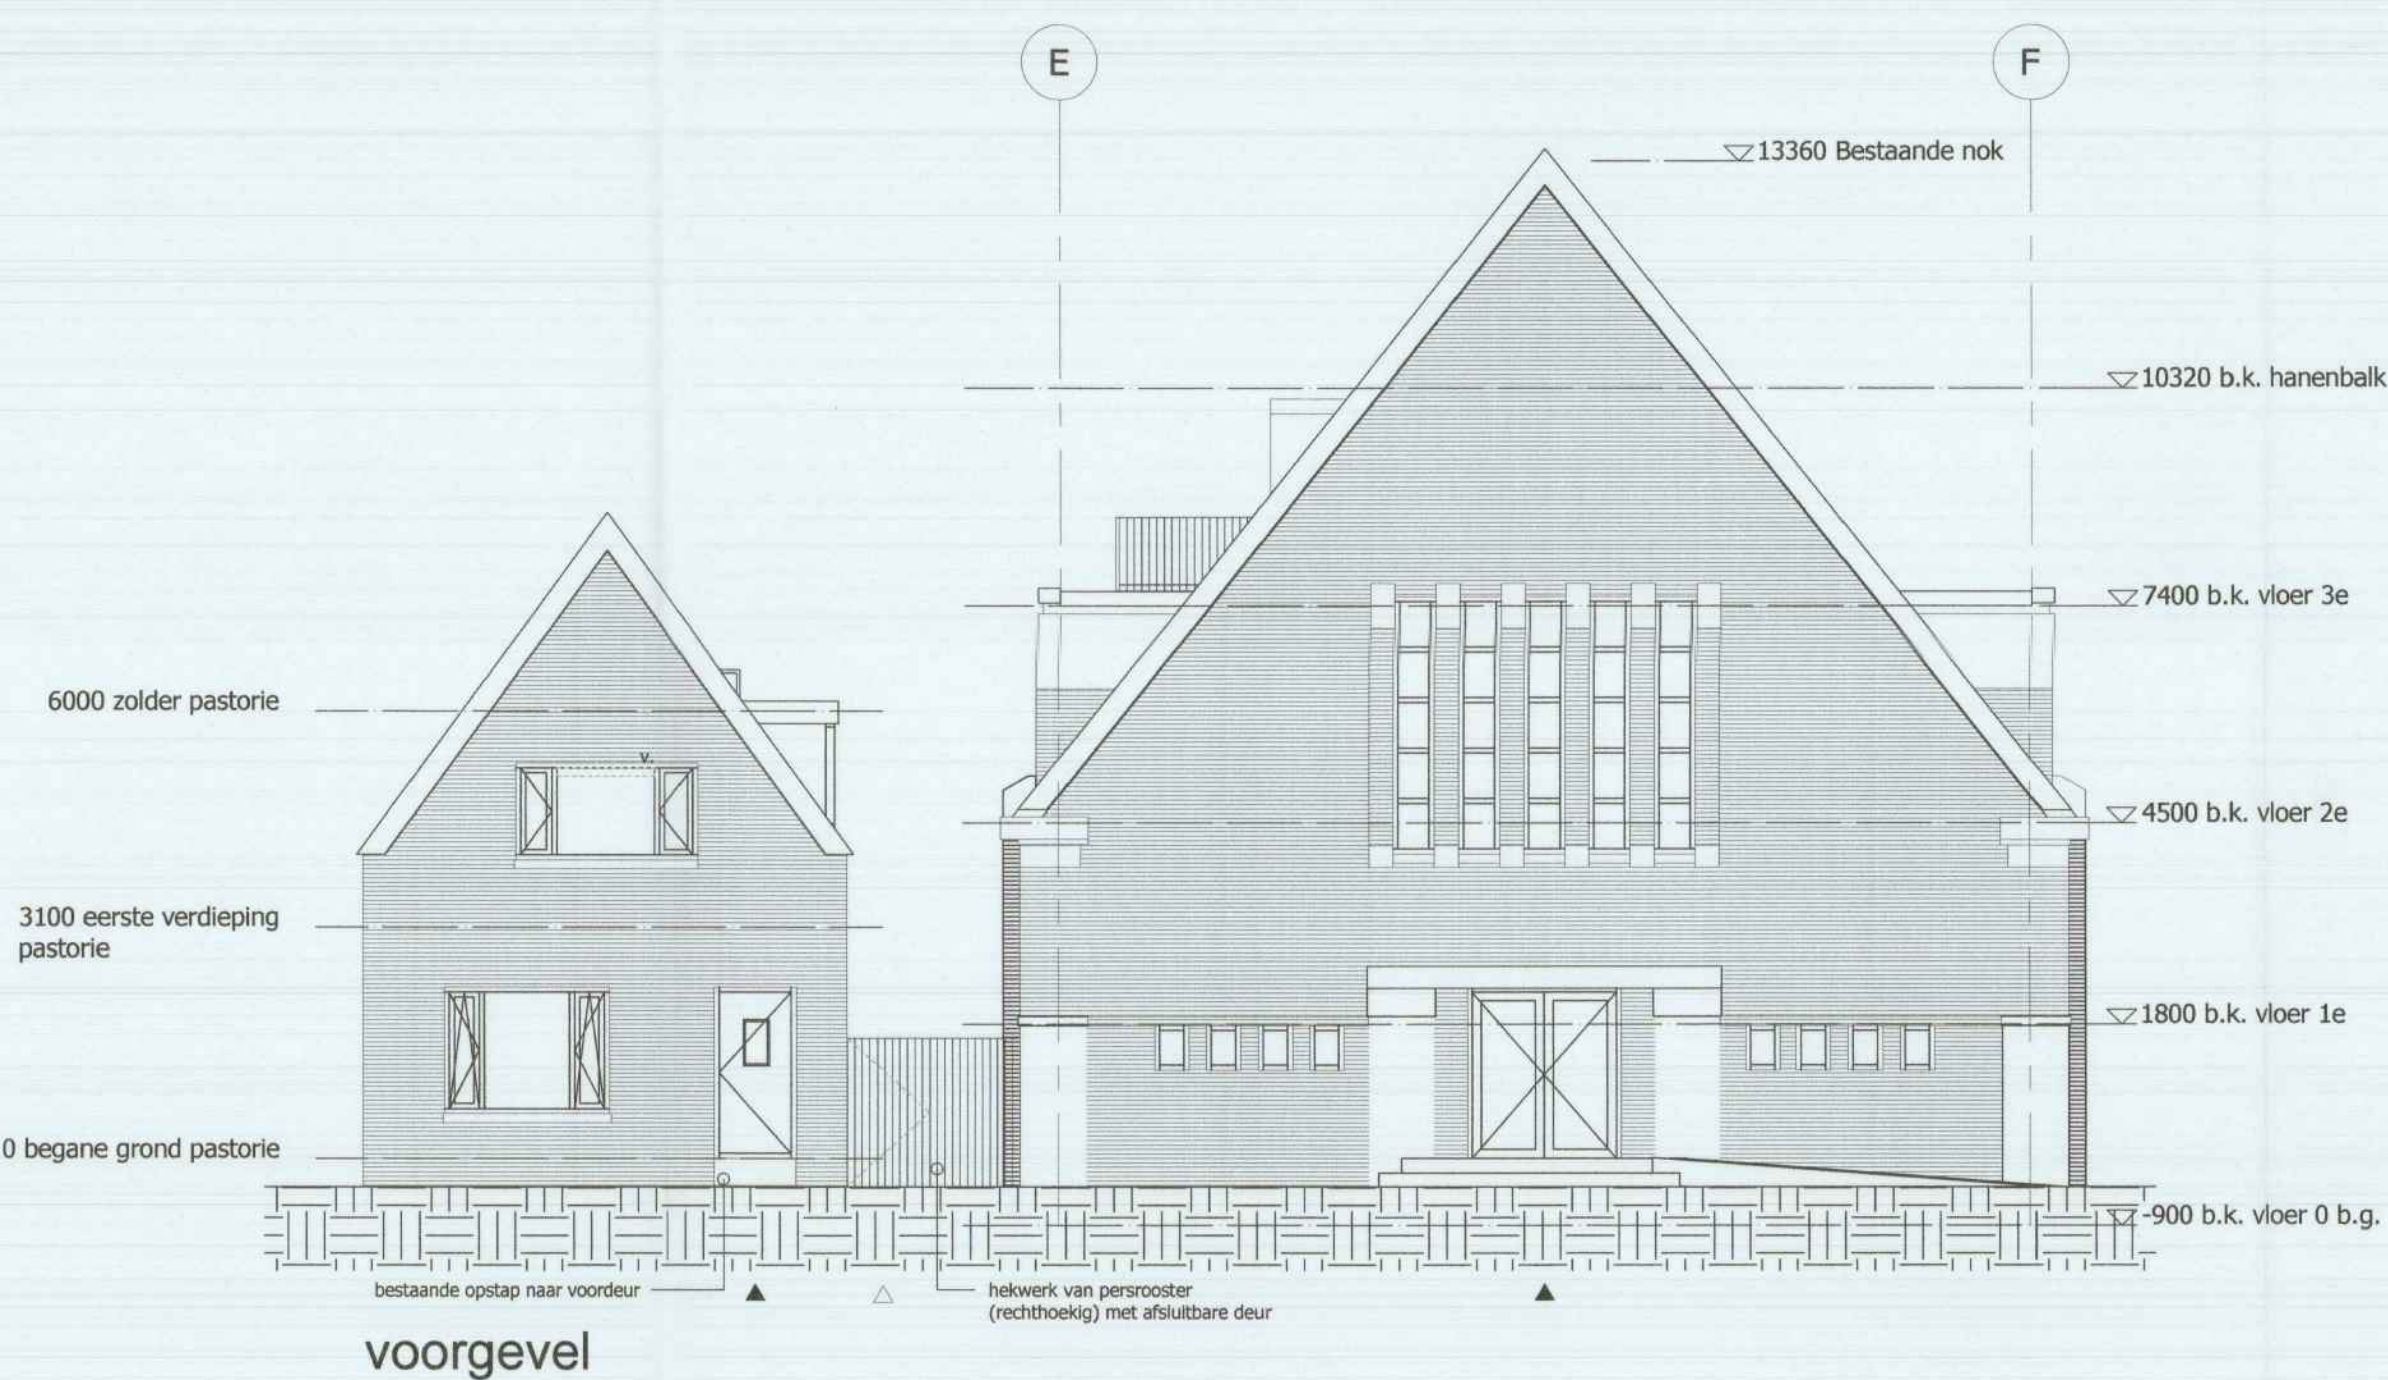 E
F
13360 Bestaande nok
10320 b.k. hanenbalk
7400 b.k. vloer 3e
6000 zolder pastorie
v.
4500 b.k. vloer 2e
3100 eerste verdieping
pastorie
1800 b.k. vloer 1e
0 begane grond pastorie
-900 b.k. vloer 0 b.g.
bestaande opstap naar voordeur
hekwerk van persrooster
(rechthoekig) met afsluitbare deur
voorgevel